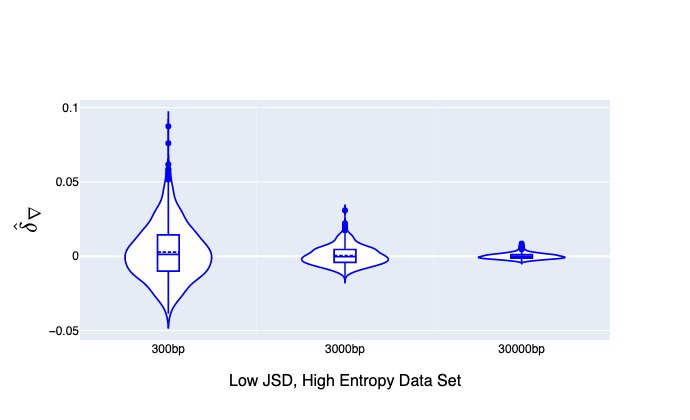 0.1
0.05
0
−0.05
δ̂∇
300bp
3000bp
30000bp
Low JSD, High Entropy Data Set